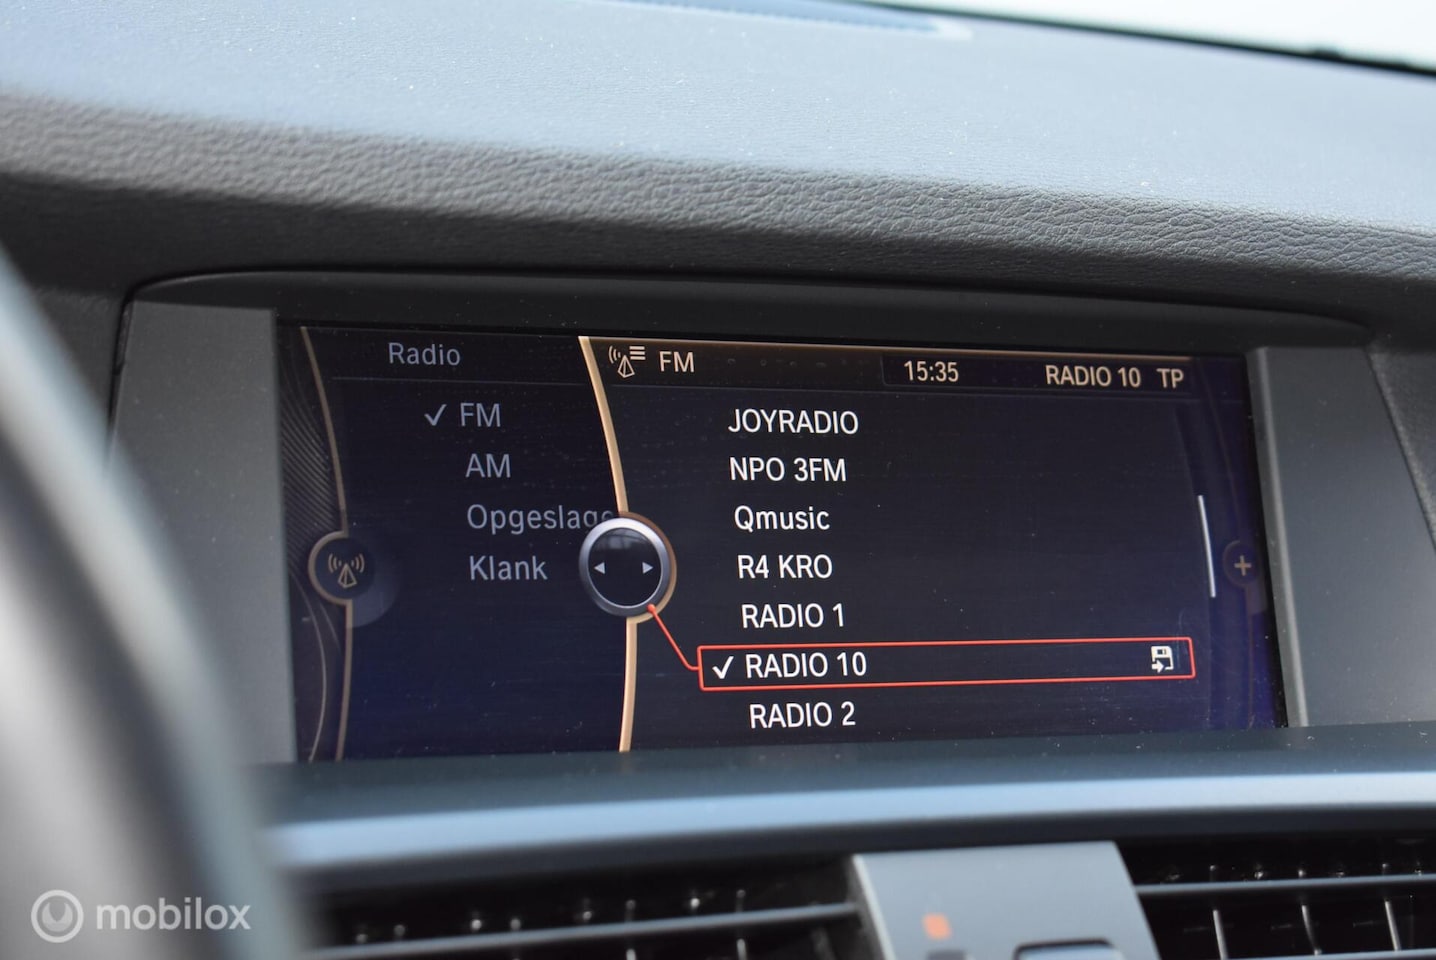 Radio
FM
AM
Opgeslage
Klank
FM
15:35
RADIO 10 TP
JOYRADIO
NPO 3FM
Qmusic
R4 KRO
RADIO 1
RADIO 10
RADIO 2
mobilox